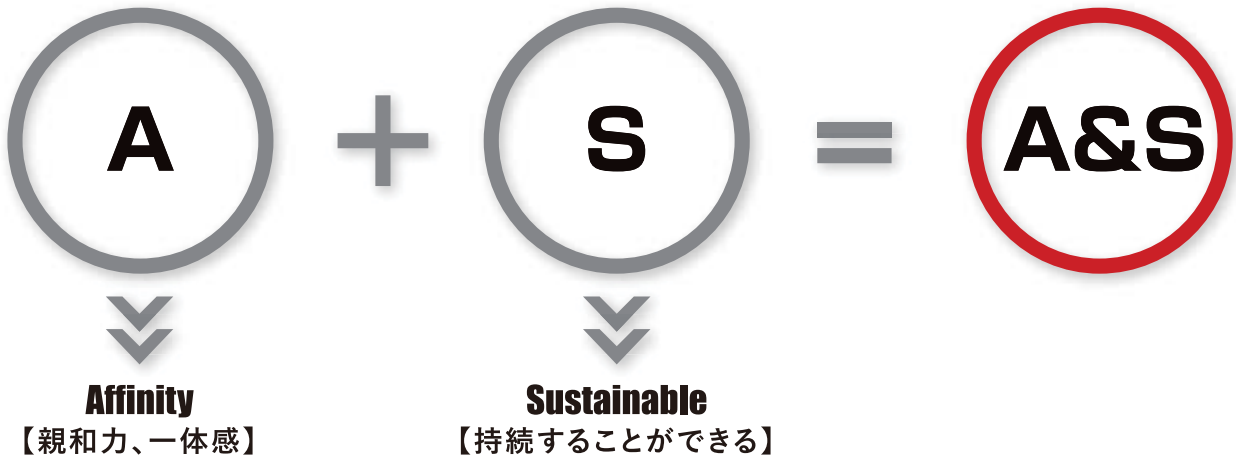 A + S = A&S
Affinity
【親和力、一体感】
Sustainable
【持続することができる】